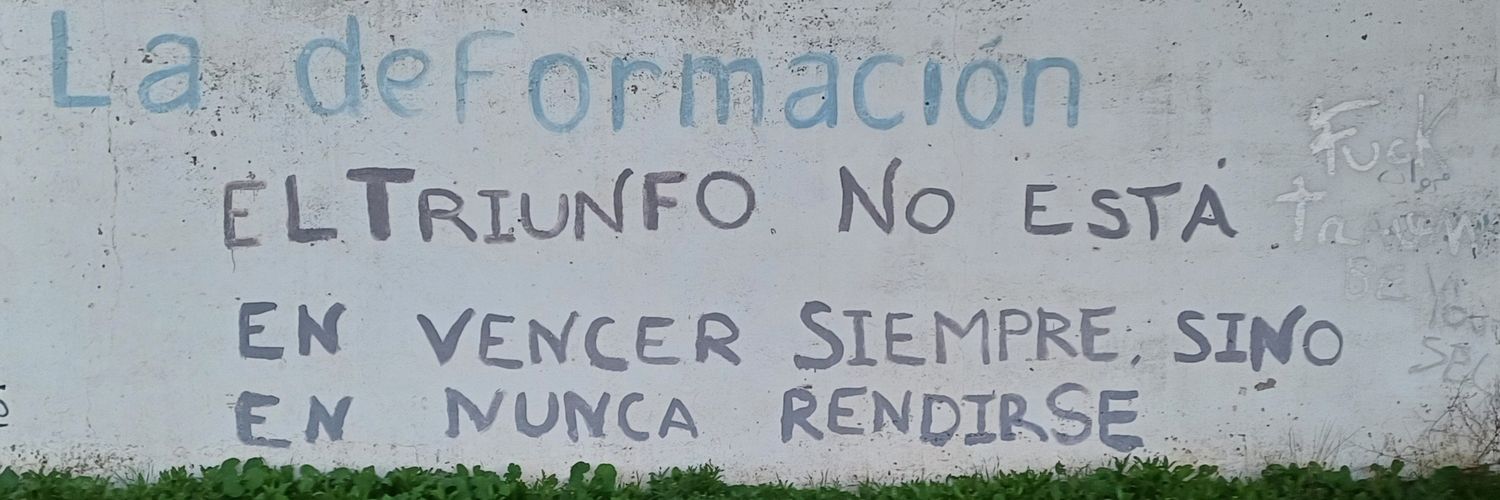 La deformación
EL TRIUNFO NO ESTÁ
EN VENCER SIEMPRE, SINO
EN NUNCA RENDIRSE
Fuck